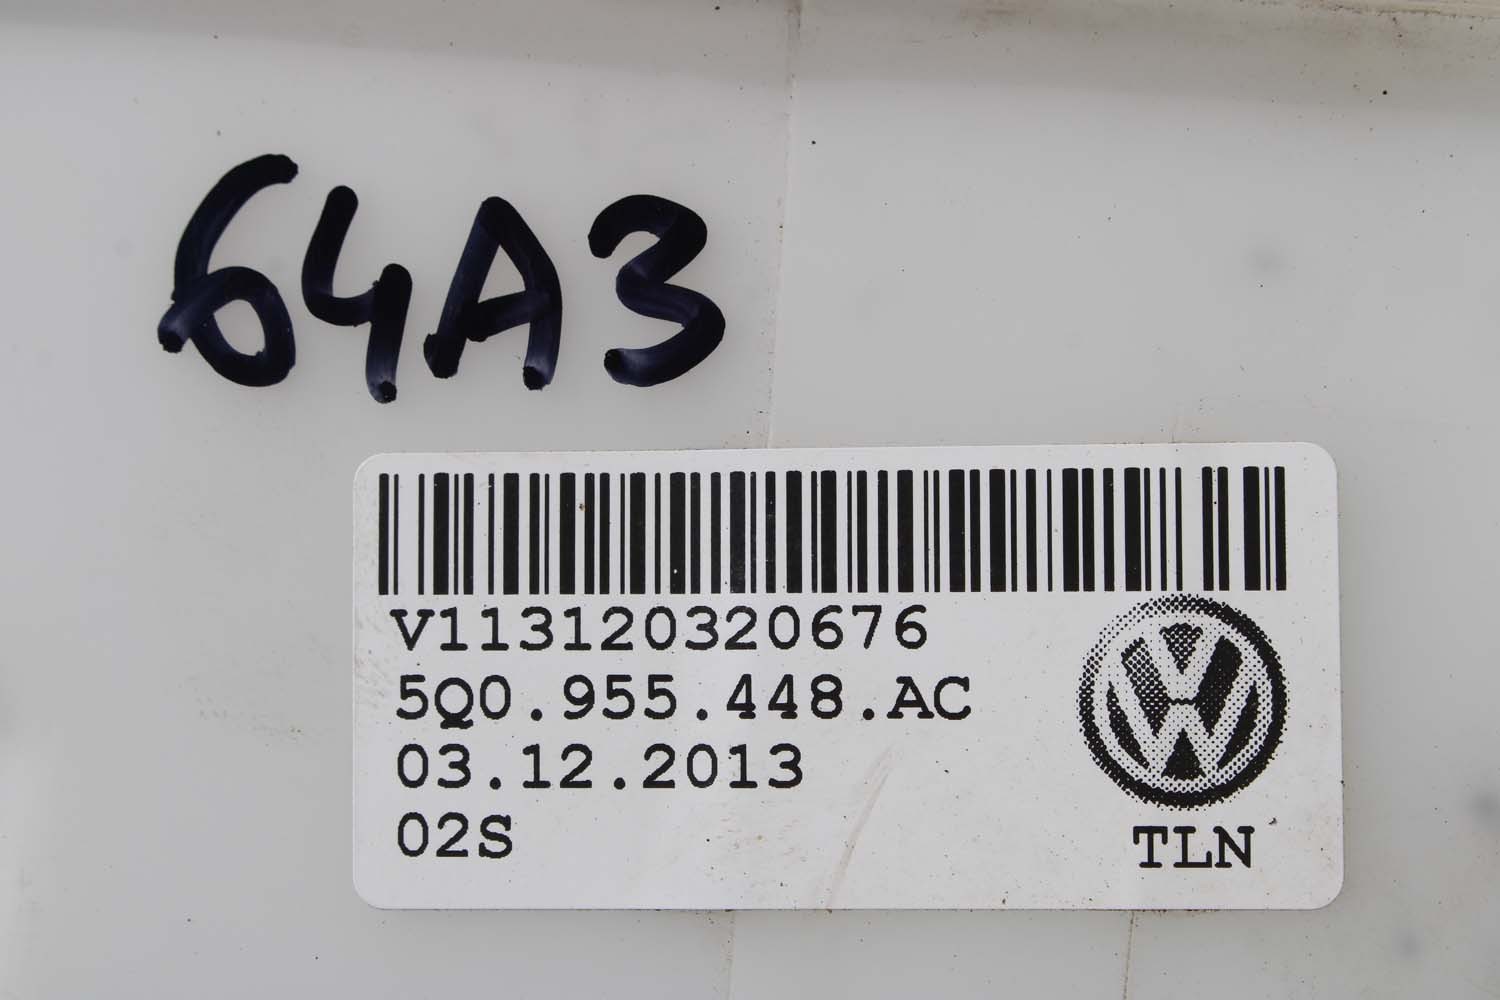 64A3
V113120320676
5Q0.955.448.AC
03.12.2013
02S
TLN